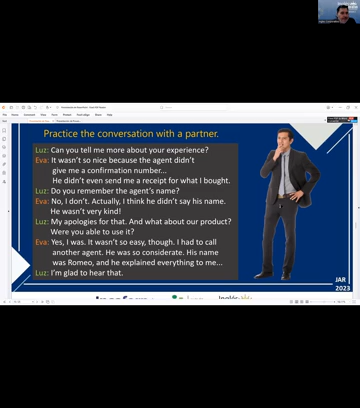 Practice the conversation with a partner.
Luz: Can you tell me more about your experience?
Eva: It wasn't so nice because the agent didn't
give me a confirmation number...
He didn't even send me a receipt for what I bought.
Luz: Do you remember the agent's name?
Eva: No, I don't. Actually, I think he didn't say his name.
He wasn't very kind!
Luz: My apologies for that. And what about our product?
Were you able to use it?
Eva: Yes, I was. It wasn't so easy, though. I had to call
another agent. He was so considerate. His name
was Romeo, and he explained everything to me...
Luz: I'm glad to hear that.
JAR
2023